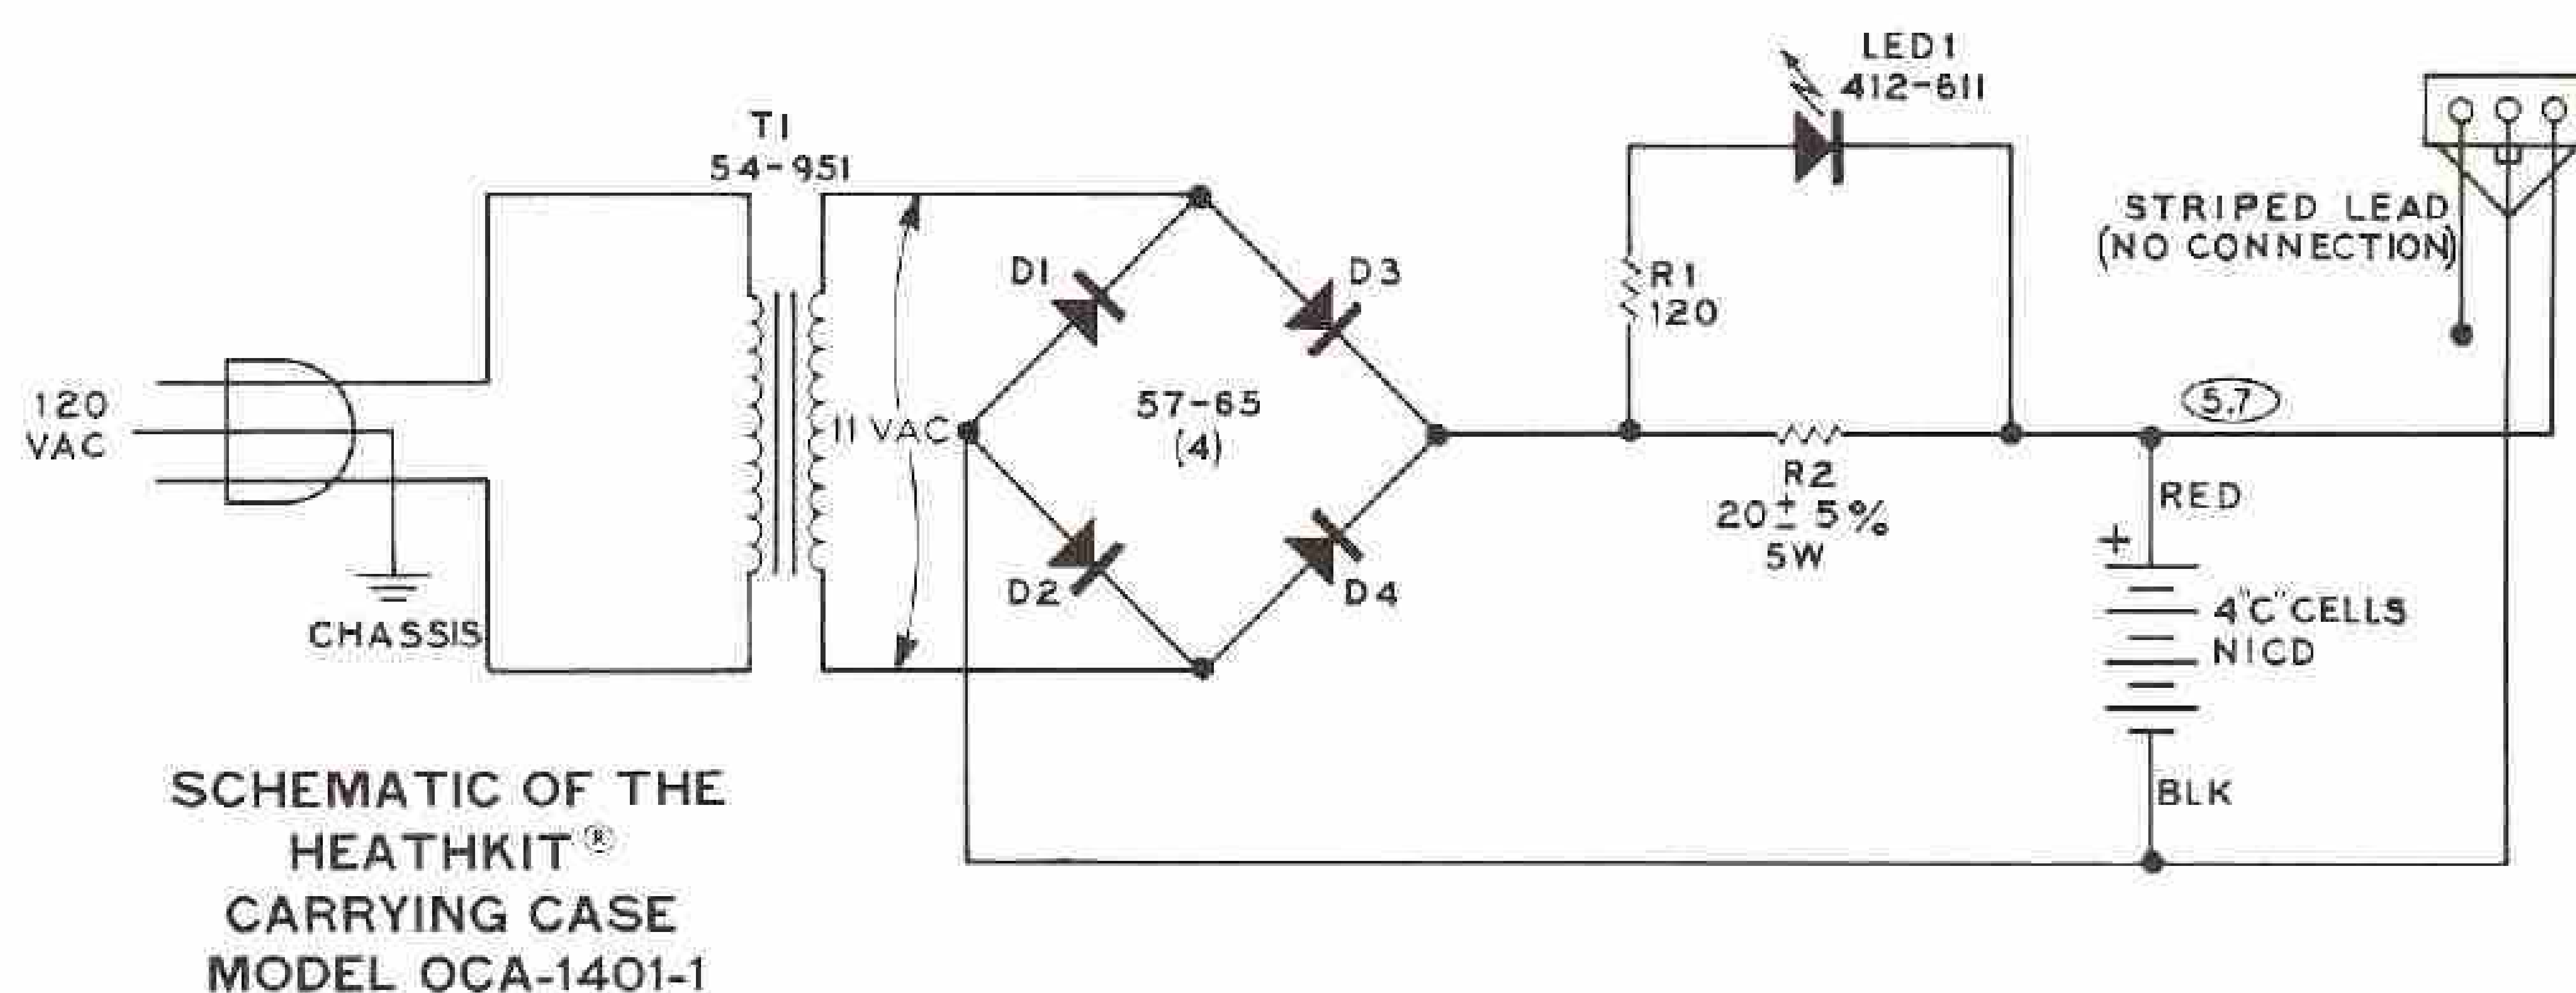 LED1
412-611
T1
54-951
STRIPED LEAD
(NO CONNECTION)
D1
D3
R1
120
120
VAC
11 VAC
57-65
(4)
5.7
R2
20 ± 5%
5W
RED
+
D2
D4
4"C"CELLS
NICD
CHASSIS
BLK
SCHEMATIC OF THE
HEATHKIT®
CARRYING CASE
MODEL OCA-1401-1